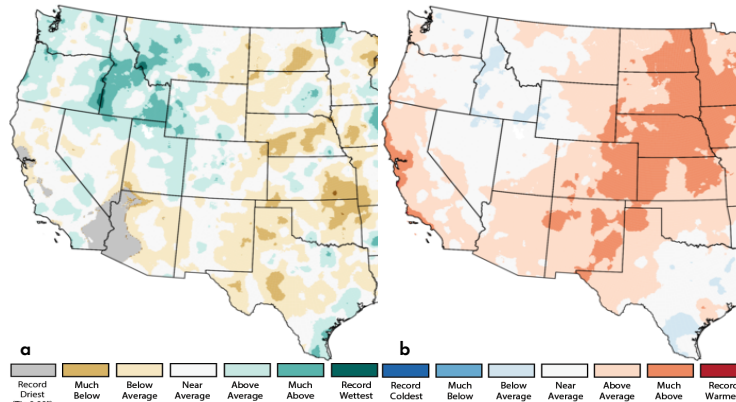 a
b
Record Driest
Much Below
Below Average
Near Average
Above Average
Much Above
Record Wettest
Record Coldest
Much Below
Below Average
Near Average
Above Average
Much Above
Record Warme